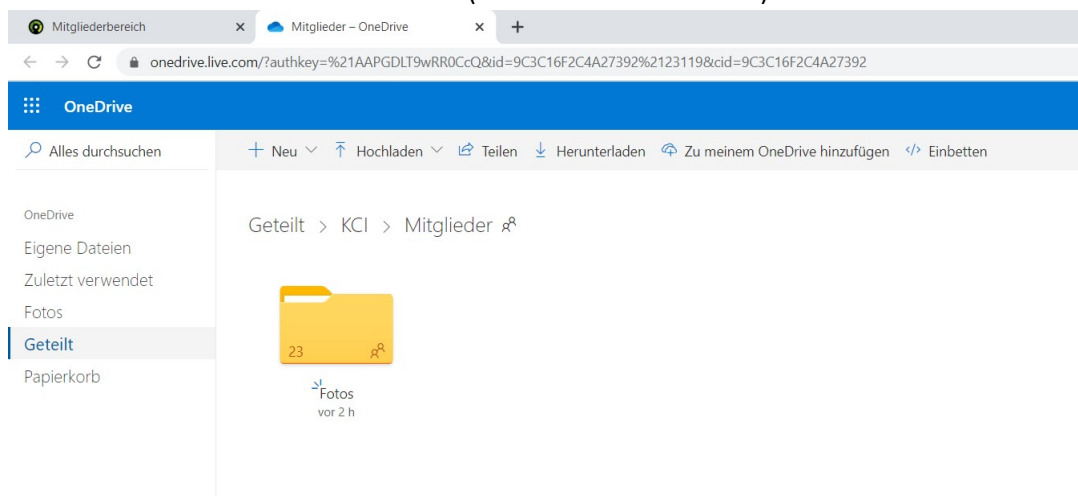 Mitgliederbereich
Mitglieder – OneDrive
onedrive.live.com/?authkey=%21AAPGDLT9wRR0CcQ&id=9C3C16F2C4A27392%2123119&cid=9C3C16F2C4A27392
OneDrive
Alles durchsuchen
Neu Hochladen Teilen Herunterladen Zu meinem OneDrive hinzufügen Einbetten
OneDrive
Eigene Dateien
Zuletzt verwendet
Fotos
Geteilt
Papierkorb
Geteilt > KCI > Mitglieder
23
Fotos
vor 2 h